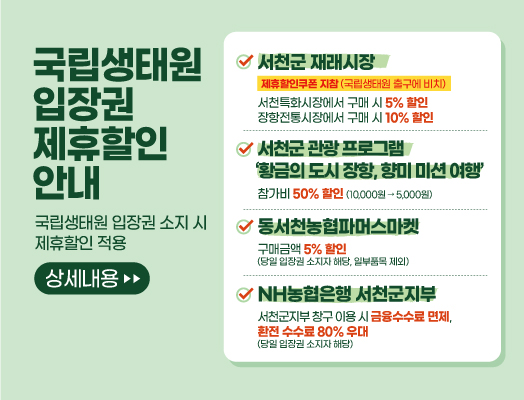 국립생태원
입장권
제휴할인
안내
국립생태원 입장권 소지 시
제휴할인 적용
상세내용 ▶▶
서천군 재래시장
제휴할인쿠폰 지참 (국립생태원 출구에 비치)
서천특화시장에서 구매 시 5% 할인
장항전통시장에서 구매 시 10% 할인
서천군 관광 프로그램
'황금의 도시 장항, 향미 미션 여행'
참가비 50% 할인 (10,000원 → 5,000원)
동서천농협파머스마켓
구매금액 5% 할인
(당일 입장권 소지자 해당, 일부품목 제외)
NH농협은행 서천군지부
서천군지부 창구 이용 시 금융수수료 면제,
환전 수수료 80% 우대
(당일 입장권 소지자 해당)